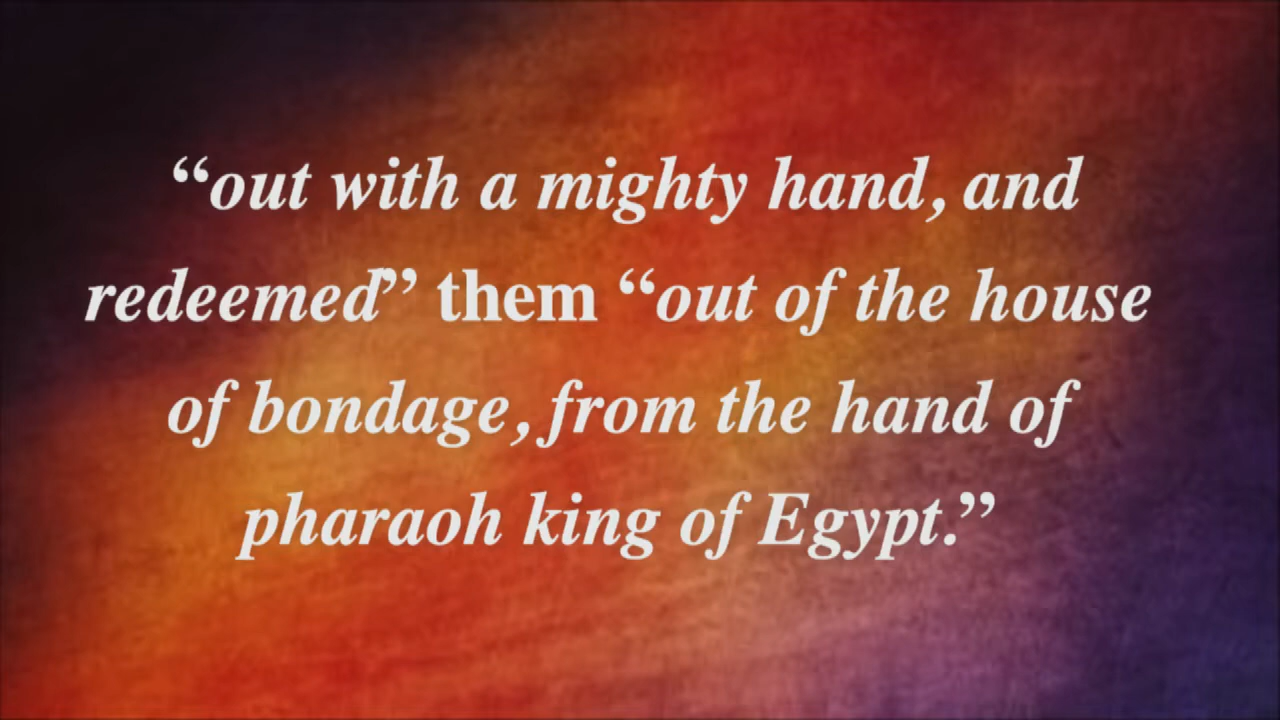 “out with a mighty hand, and
redeemed” them “out of the house
of bondage, from the hand of
pharaoh king of Egypt.”